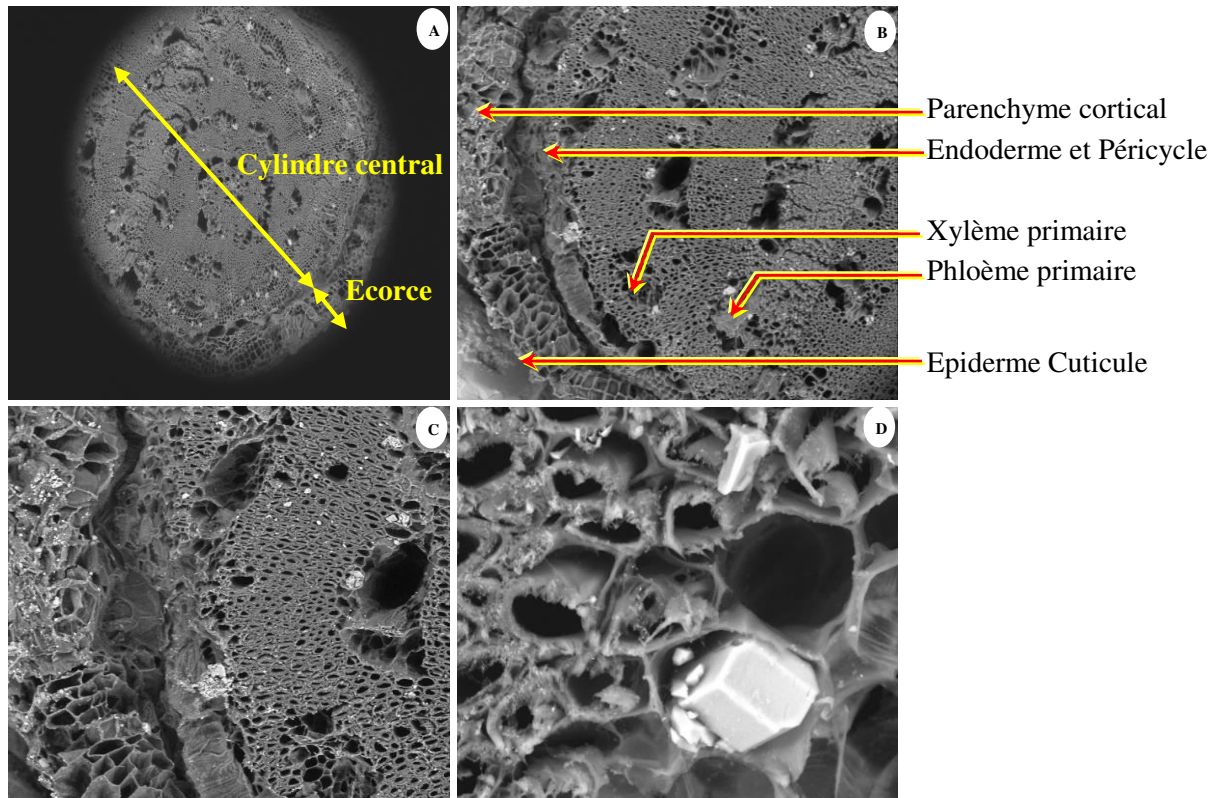 A
Cylindre central
Ecorce
B
Parenchyme cortical
Endoderme et Péricycle
Xylème primaire
Phloème primaire
Epiderme Cuticule
C
D